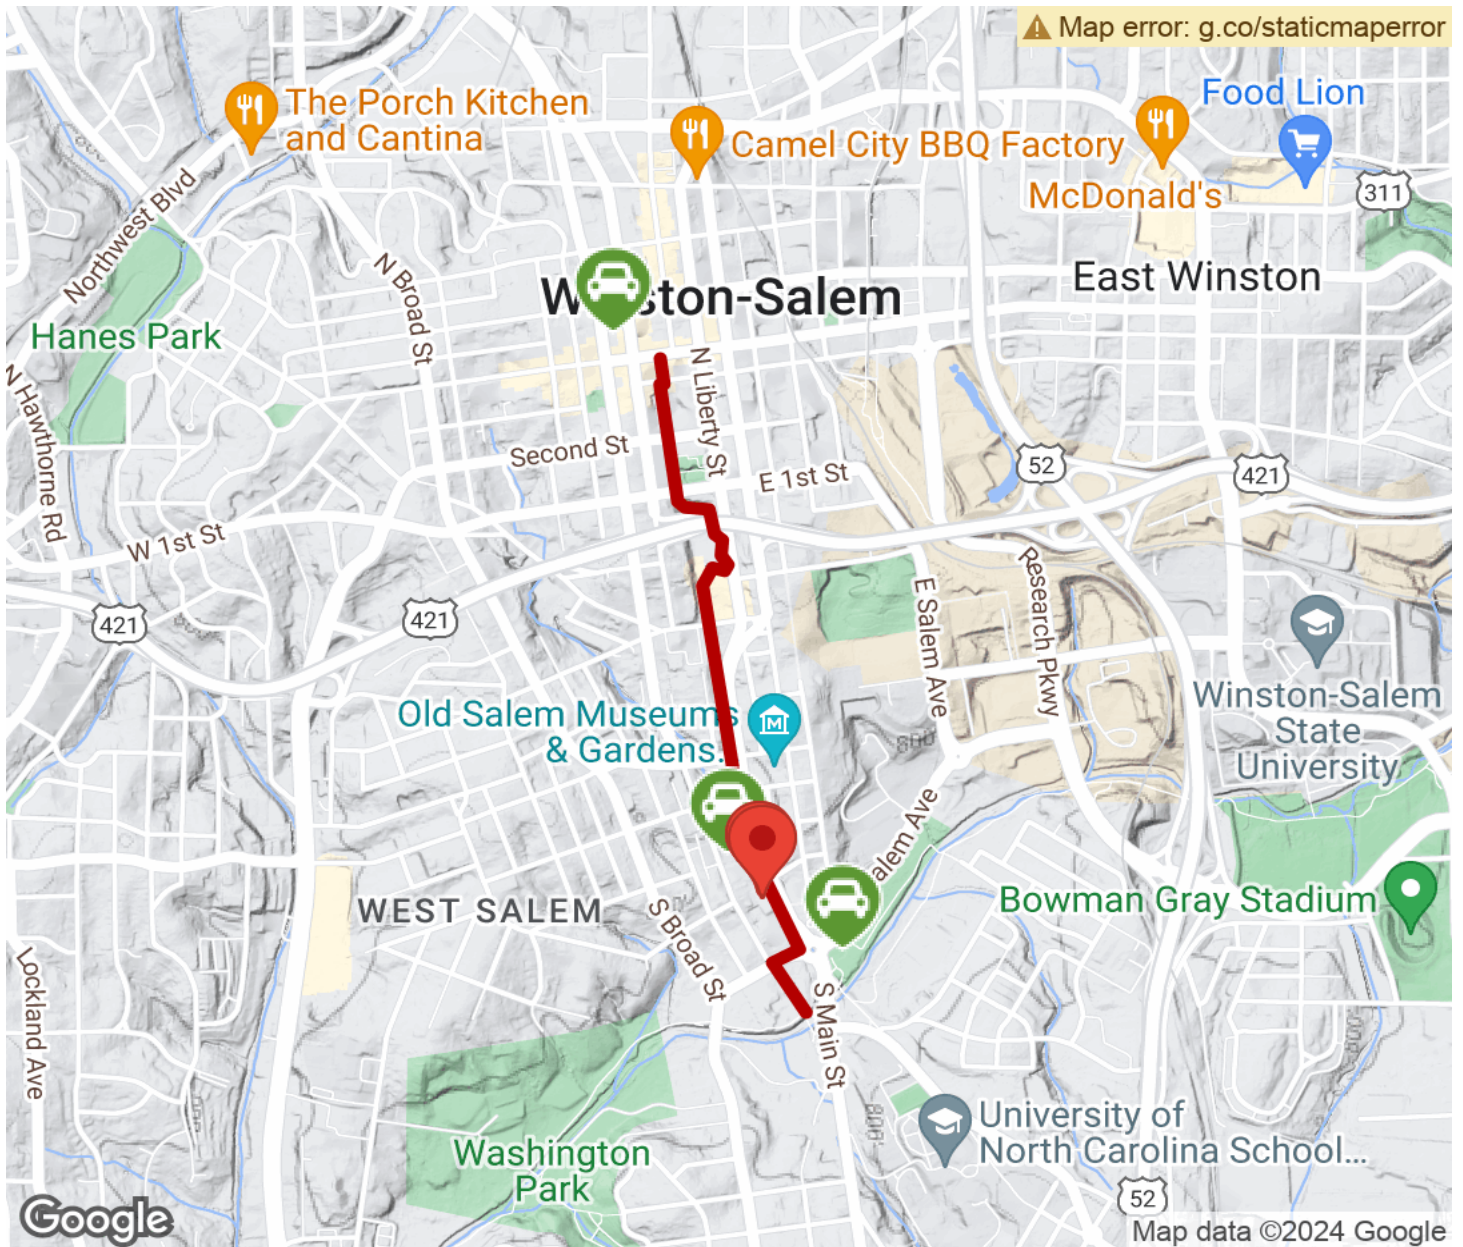 Map error: g.co/staticmaperror
Food Lion
The Porch Kitchen
and Cantina
Camel City BBQ Factory
McDonald's
311
Northwest Blvd
N Broad St
Winston-Salem
East Winston
Hanes Park
N Liberty St
N Hawthorne Rd
Second St
E 1st St
52
421
W 1st St
421
421
E Salem Ave
Research Pkwy
Winston-Salem
State
University
Old Salem Museums
& Gardens.
800
alem Ave
Bowman Gray Stadium
WEST SALEM
S Broad St
Lockland Ave
S Main St
800
University of
North Carolina School...
Washington
Park
52
Google
Map data ©2024 Google